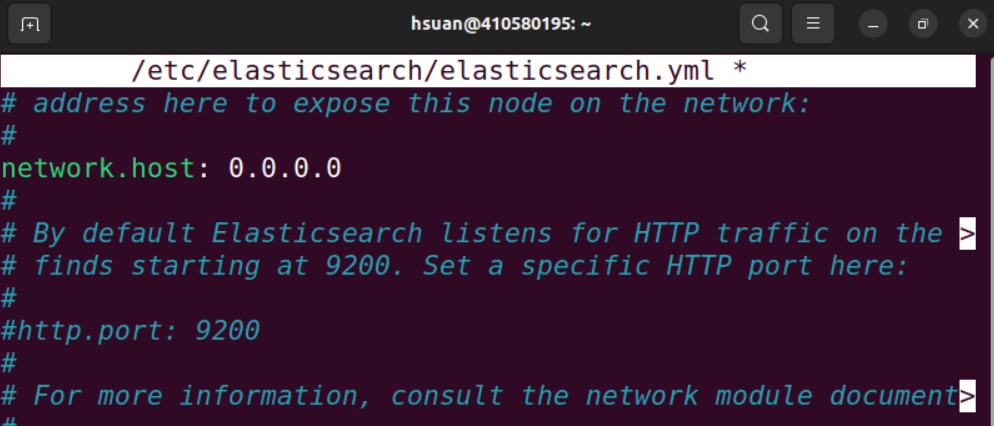 hsuan@410580195: ~
/etc/elasticsearch/elasticsearch.yml *
# address here to expose this node on the network:
#
network.host: 0.0.0.0
#
# By default Elasticsearch listens for HTTP traffic on the >
# finds starting at 9200. Set a specific HTTP port here:
#
#http.port: 9200
#
# For more information, consult the network module document>
#